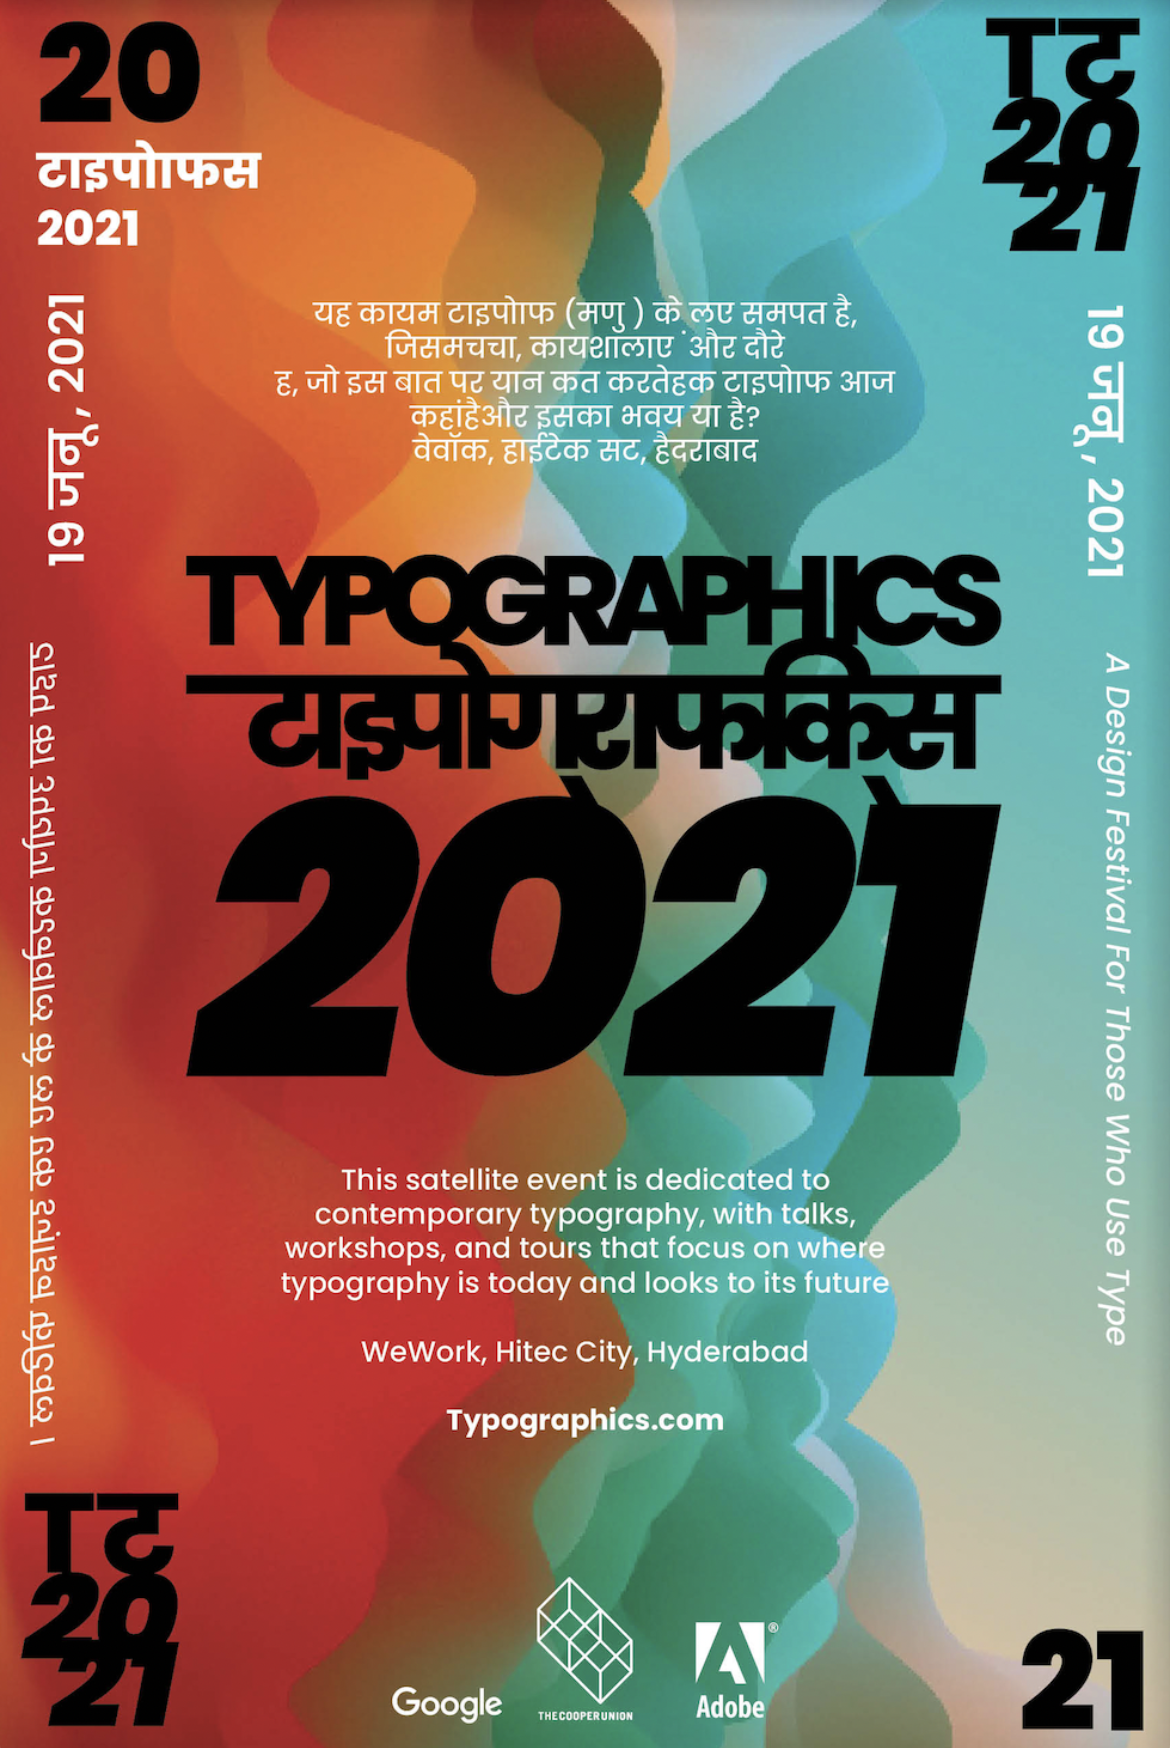 20
टाइपोाफस
2021
Tट
20
21
19 जनू , 2021
19 जनू , 2021
यह कायम टाइपोाफ (मणु ) के लए समपत है,
जिसमचचा, कायशालाए ं और दौरे
ह, जो इस बात पर यान कत करतेहक टाइपोाफ आज
कहांहैऔर इसका भवय या है?
वेवॉक, हाईटेक सट, हैदराबाद
TYPOGRAPHICS
टाइपोग्‌राफकि्स
2021
A Design Festival For Those Who Use Type
This satellite event is dedicated to
contemporary typography, with talks,
workshops, and tours that focus on where
typography is today and looks to its future
WeWork, Hitec City, Hyderabad
Typographics.com
Tट
20
21
Google
THE COOPER UNION
Adobe®
21